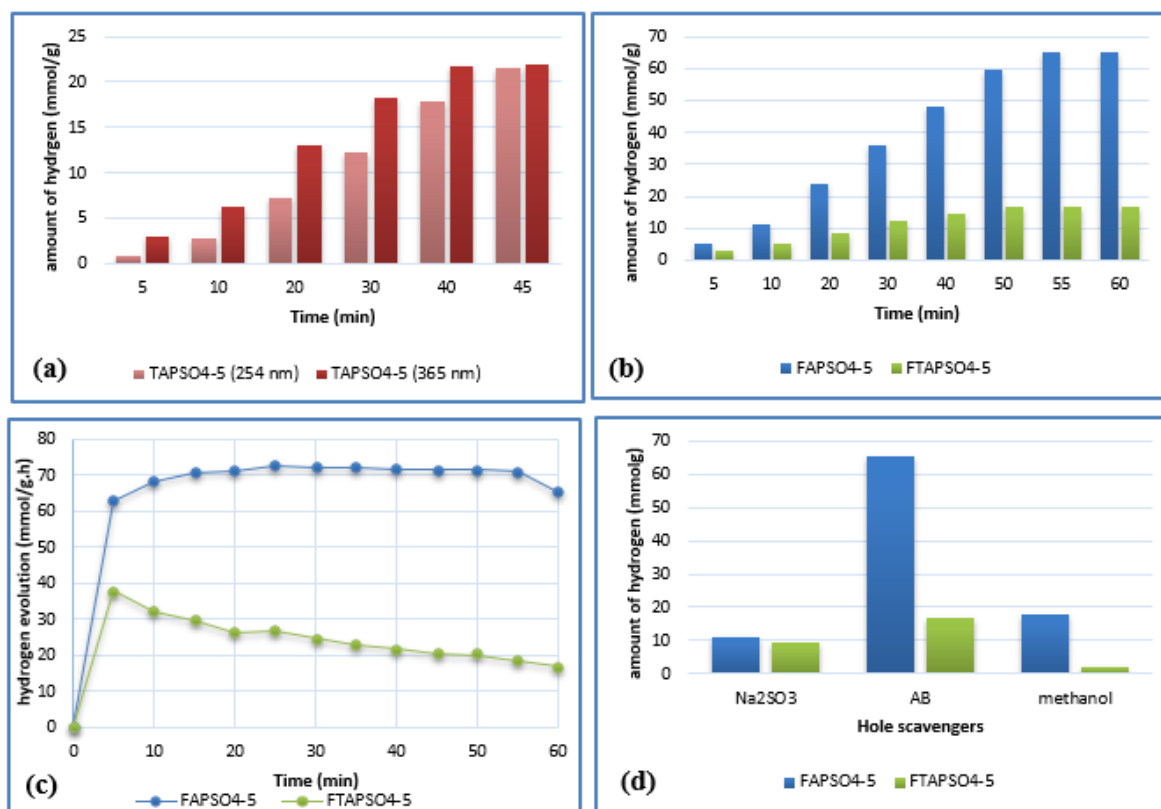 25
20
15
10
5
0
amount of hydrgen (mmol/g)
5 10 20 30 40 45
Time (min)
(a)
TAPSO4-5 (254 nm) TAPSO4-5 (365 nm)
70
60
50
40
30
20
10
0
amount of hydrogen (mmol/g)
5 10 20 30 40 50 55 60
Time (min)
(b)
FAPSO4-5 FTAPSO4-5
80
70
60
50
40
30
20
10
0
hydrogen evolution (mmol/g.h)
0 10 20 30 40 50 60
Time (min)
(c)
FAPSO4-5 FTAPSO4-5
70
60
50
40
30
20
10
0
amount of hydrogen (mmolg)
Na2SO3 AB methanol
Hole scavengers
(d)
FAPSO4-5 FTAPSO4-5